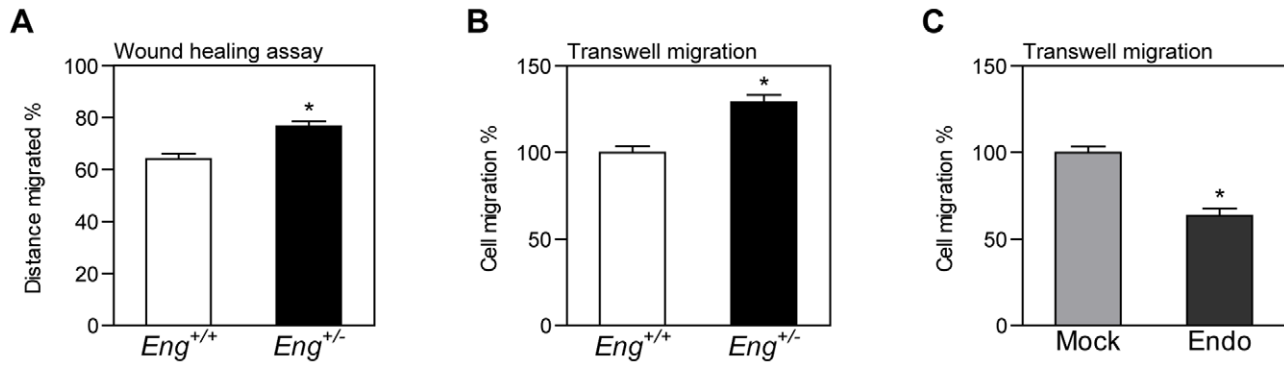 A
Wound healing assay
Distance migrated %
100
80
60
40
20
0
*
Eng+/+
Eng+/-
B
Transwell migration
Cell migration %
150
100
50
0
*
Eng+/+
Eng+/-
C
Transwell migration
Cell migration %
150
100
50
0
*
Mock
Endo